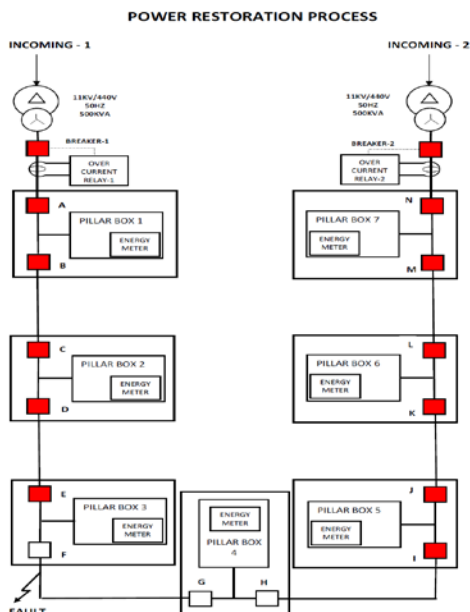 POWER RESTORATION PROCESS
INCOMING - 1
INCOMING - 2
11KV/440V
50HZ
500KVA
11KV/440V
50HZ
500KVA
BREAKER-1
BREAKER-2
OVER
CURRENT
RELAY-1
OVER
CURRENT
RELAY-2
A
N
PILLAR BOX 1
PILLAR BOX 7
ENERGY
METER
ENERGY
METER
B
M
C
L
PILLAR BOX 2
PILLAR BOX 6
ENERGY
METER
ENERGY
METER
D
K
E
J
PILLAR BOX 3
ENERGY
METER
PILLAR BOX 5
ENERGY
METER
ENERGY
METER
PILLAR BOX
4
F
I
G
H
FAULT